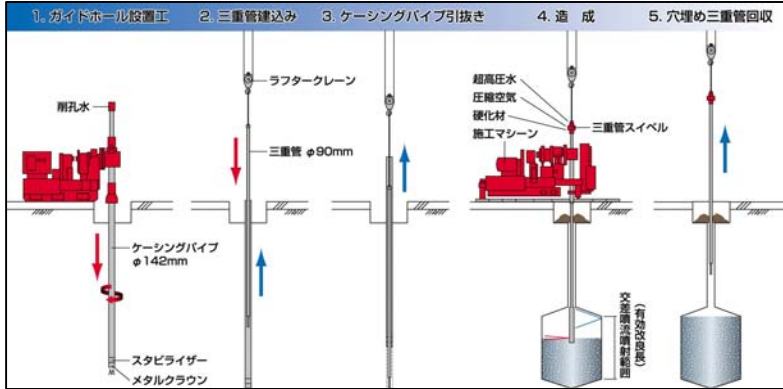 1. ガイドホール設置工
2. 三重管建込み
3. ケーシングパイプ引抜き
4. 造　成
5. 穴埋め三重管回収
削孔水
ケーシングパイプ
φ142mm
スタビライザー
メタルクラウン
ラフタークレーン
三重管 φ90mm
超高圧水
圧縮空気
硬化材
施工マシーン
三重管スイベル
交差噴流噴射範囲
（有効改良長）